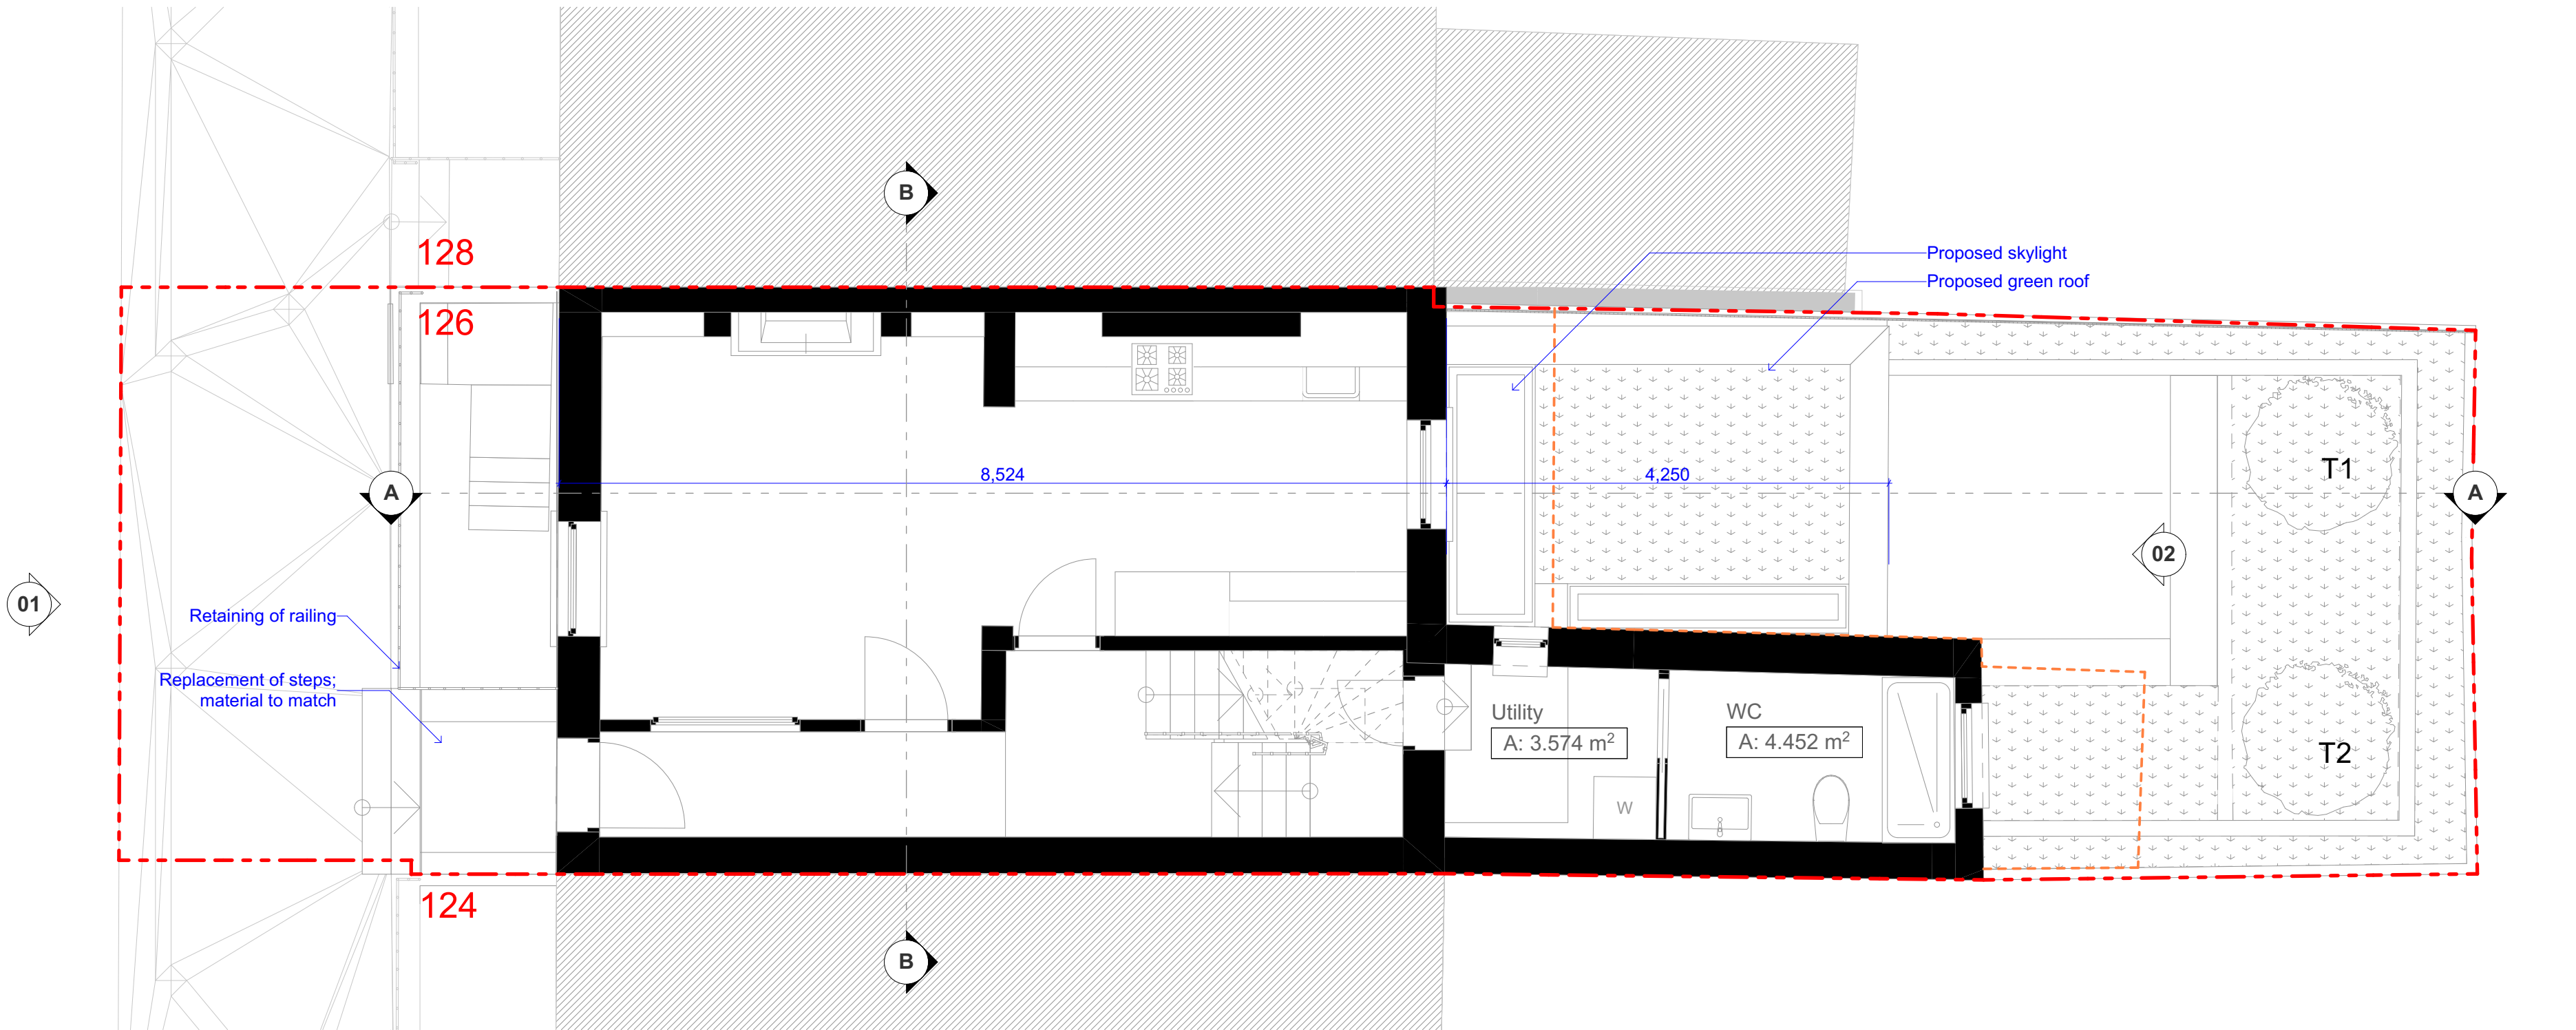 B
128
Proposed skylight
Proposed green roof
126
8,524
4,250
T1
A
A
02
01
Retaining of railing
Replacement of steps;
material to match
Utility
A: 3.574 m²
WC
A: 4.452 m²
T2
W
124
B